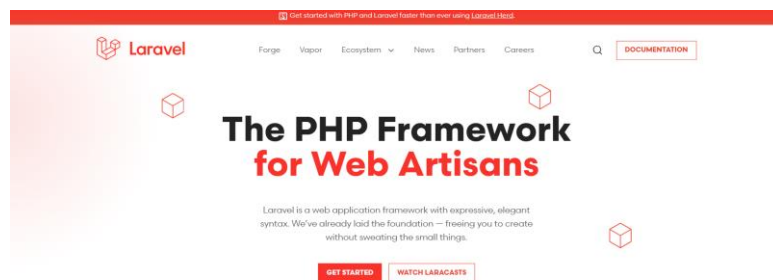 Get started with PHP and Laravel faster than ever using Laravel Herd.
Laravel
Forge Vapor Ecosystem News Partners Careers
DOCUMENTATION
The PHP Framework
for Web Artisans
Laravel is a web application framework with expressive, elegant
syntax. We've already laid the foundation — freeing you to create
without sweating the small things.
GET STARTED
WATCH LARACASTS